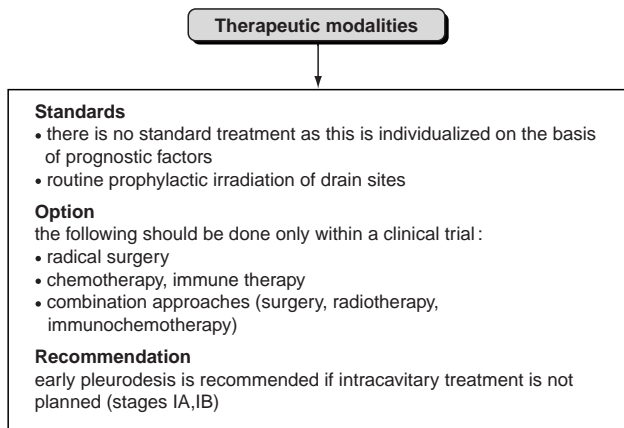 Therapeutic modalities
Standards
• there is no standard treatment as this is individualized on the basis
of prognostic factors
• routine prophylactic irradiation of drain sites
Option
the following should be done only within a clinical trial :
• radical surgery
• chemotherapy, immune therapy
• combination approaches (surgery, radiotherapy,
immunochemotherapy)
Recommendation
early pleurodesis is recommended if intracavitary treatment is not
planned (stages IA,IB)